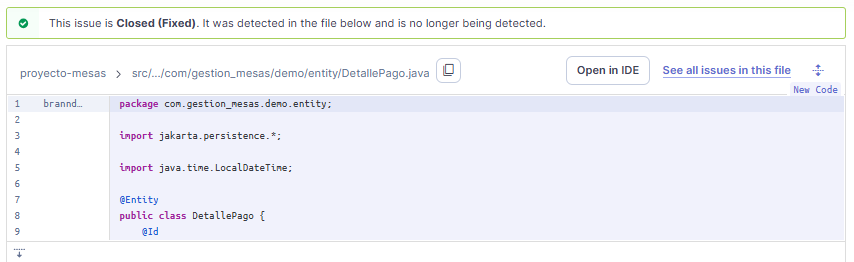 This issue is Closed (Fixed). It was detected in the file below and is no longer being detected.
proyecto-mesas > src/.../com/gestion_mesas/demo/entity/DetallePago.java
Open in IDE
See all issues in this file
New Code
1 brannd… package com.gestion_mesas.demo.entity;
2
3 import jakarta.persistence.*;
4
5 import java.time.LocalDateTime;
6
7 @Entity
8 public class DetallePago {
9 @Id